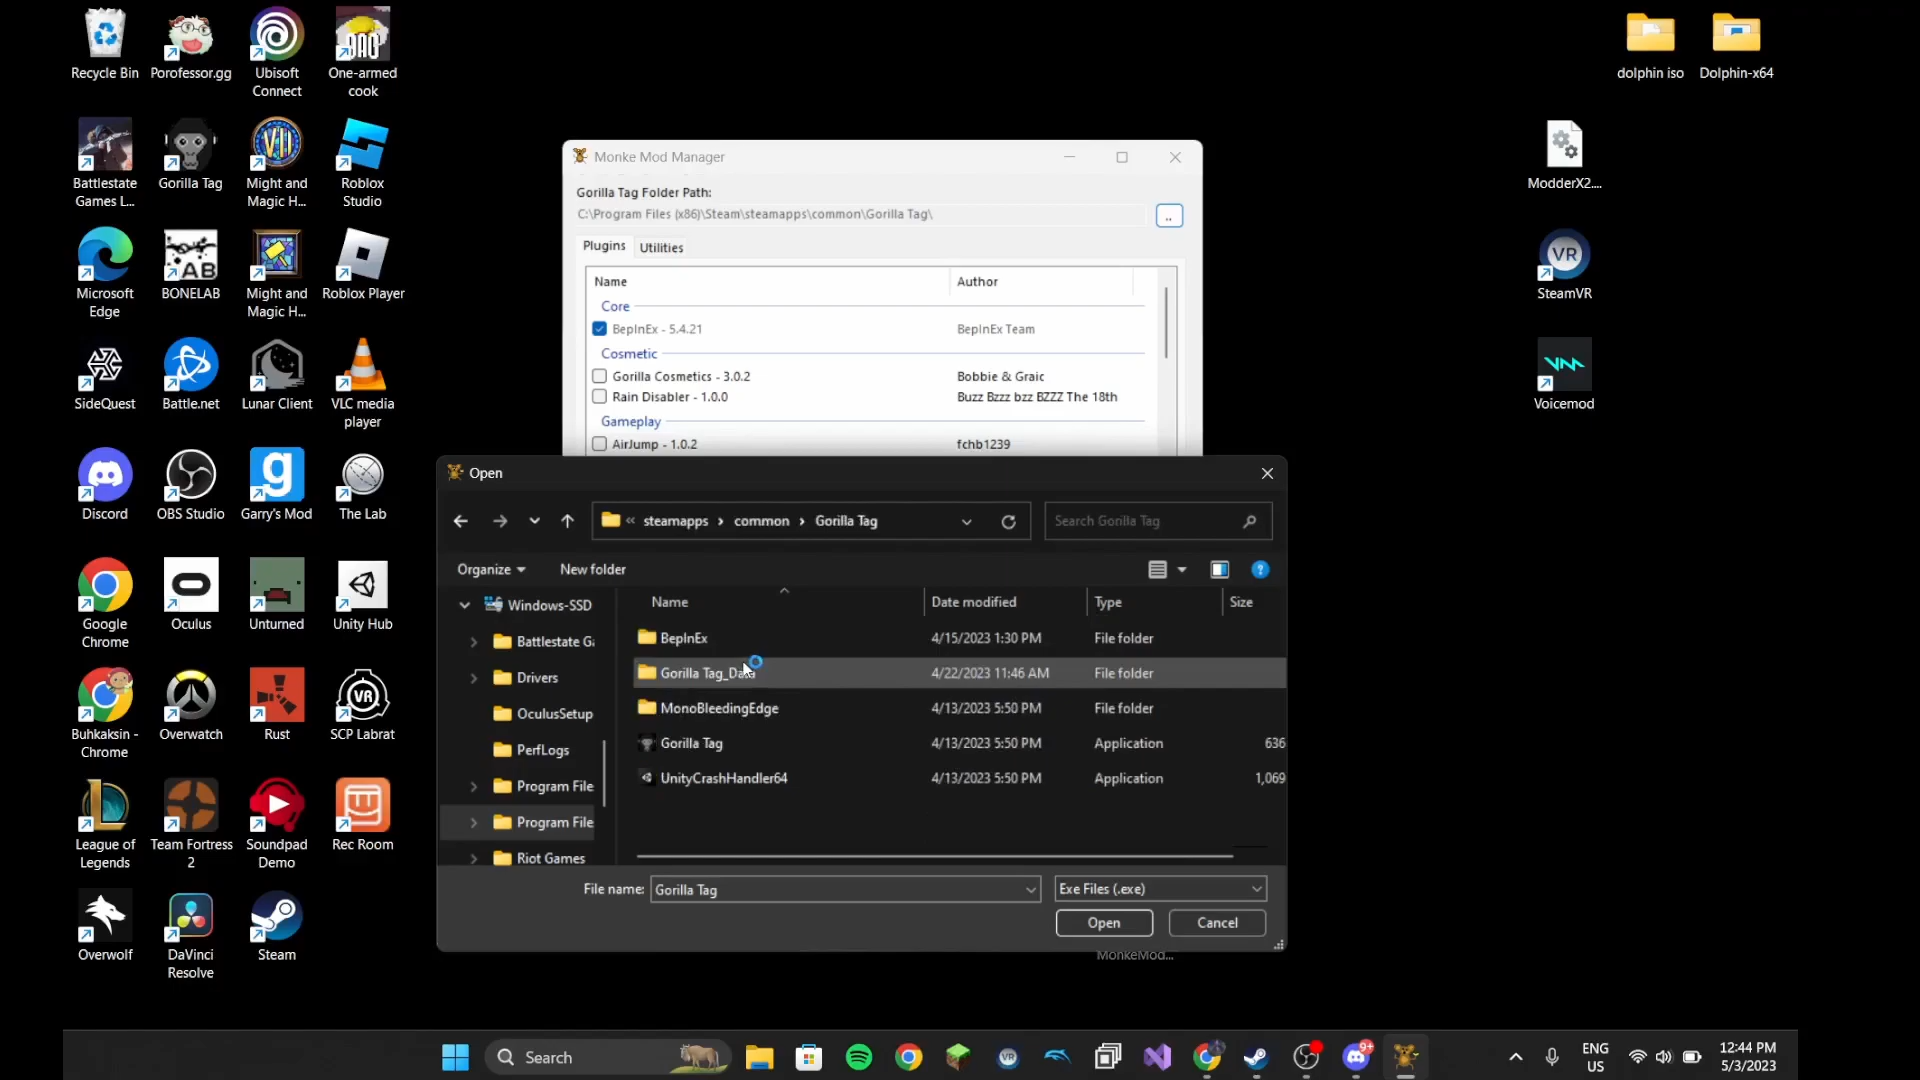 Recycle Bin
Porofessor.gg
Ubisoft
Connect
One-armed
cook
dolphin iso
Dolphin-x64
Battlestate
Games L...
Gorilla Tag
Might and
Magic H...
Roblox
Studio
ModderX2....
Microsoft
Edge
BONELAB
Might and
Magic H...
Roblox Player
SteamVR
SideQuest
Battle.net
Lunar Client
VLC media
player
Voicemod
Discord
OBS Studio
Garry's Mod
The Lab
Google
Chrome
Oculus
Unturned
Unity Hub
Buhkaksin -
Chrome
Overwatch
Rust
SCP Labrat
League of
Legends
Team Fortress
2
Soundpad
Demo
Rec Room
Overwolf
DaVinci
Resolve
Steam
Monke Mod Manager
Gorilla Tag Folder Path:
C:\Program Files (x86)\Steam\steamapps\common\Gorilla Tag\
..
Plugins
Utilities
Name
Author
Core
BepInEx - 5.4.21
BepInEx Team
Cosmetic
Gorilla Cosmetics - 3.0.2
Bobbie & Graic
Rain Disabler - 1.0.0
Buzz Bzzz bzz BZZZ The 18th
Gameplay
AirJump - 1.0.2
fchb1239
Open
« steamapps › common › Gorilla Tag
Search Gorilla Tag
Organize
New folder
Windows-SSD
Battlestate Ga
Drivers
OculusSetup
PerfLogs
Program File
Program File
Riot Games
Name
Date modified
Type
Size
BepInEx
4/15/2023 1:30 PM
File folder
Gorilla Tag_Data
4/22/2023 11:46 AM
File folder
MonoBleedingEdge
4/13/2023 5:50 PM
File folder
Gorilla Tag
4/13/2023 5:50 PM
Application
636
UnityCrashHandler64
4/13/2023 5:50 PM
Application
1,069
File name:
Gorilla Tag
Exe Files (.exe)
Open
Cancel
MonkeMod...
Search
9+
ENG
US
12:44 PM
5/3/2023